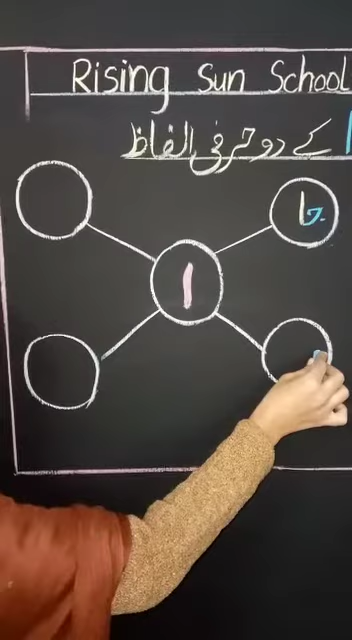 Rising Sun School
ا کے دو حرفی الفاظ
جا
ا